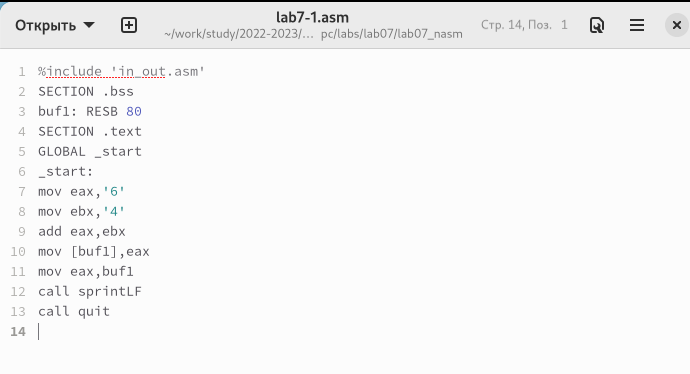 Открыть lab7-1.asm Стр. 14, Поз. 1
~/work/study/2022-2023/… pc/labs/lab07/lab07_nasm
1 %include 'in_out.asm'
2 SECTION .bss
3 buf1: RESB 80
4 SECTION .text
5 GLOBAL _start
6 _start:
7 mov eax,'6'
8 mov ebx,'4'
9 add eax,ebx
10 mov [buf1],eax
11 mov eax,buf1
12 call sprintLF
13 call quit
14